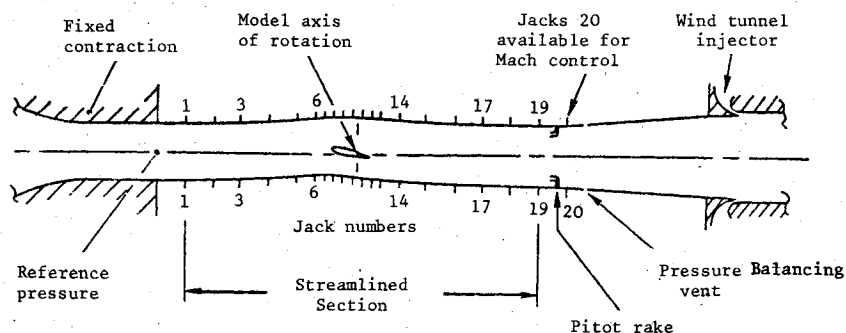 Fixed
contraction
Model axis
of rotation
Jacks 20
available for
Mach control
Wind tunnel
injector
1 3 6 14 17 19
1 3 6 14 17 19 20
Jack numbers
Reference
pressure
Streamlined
Section
Pressure Balancing
vent
Pitot rake